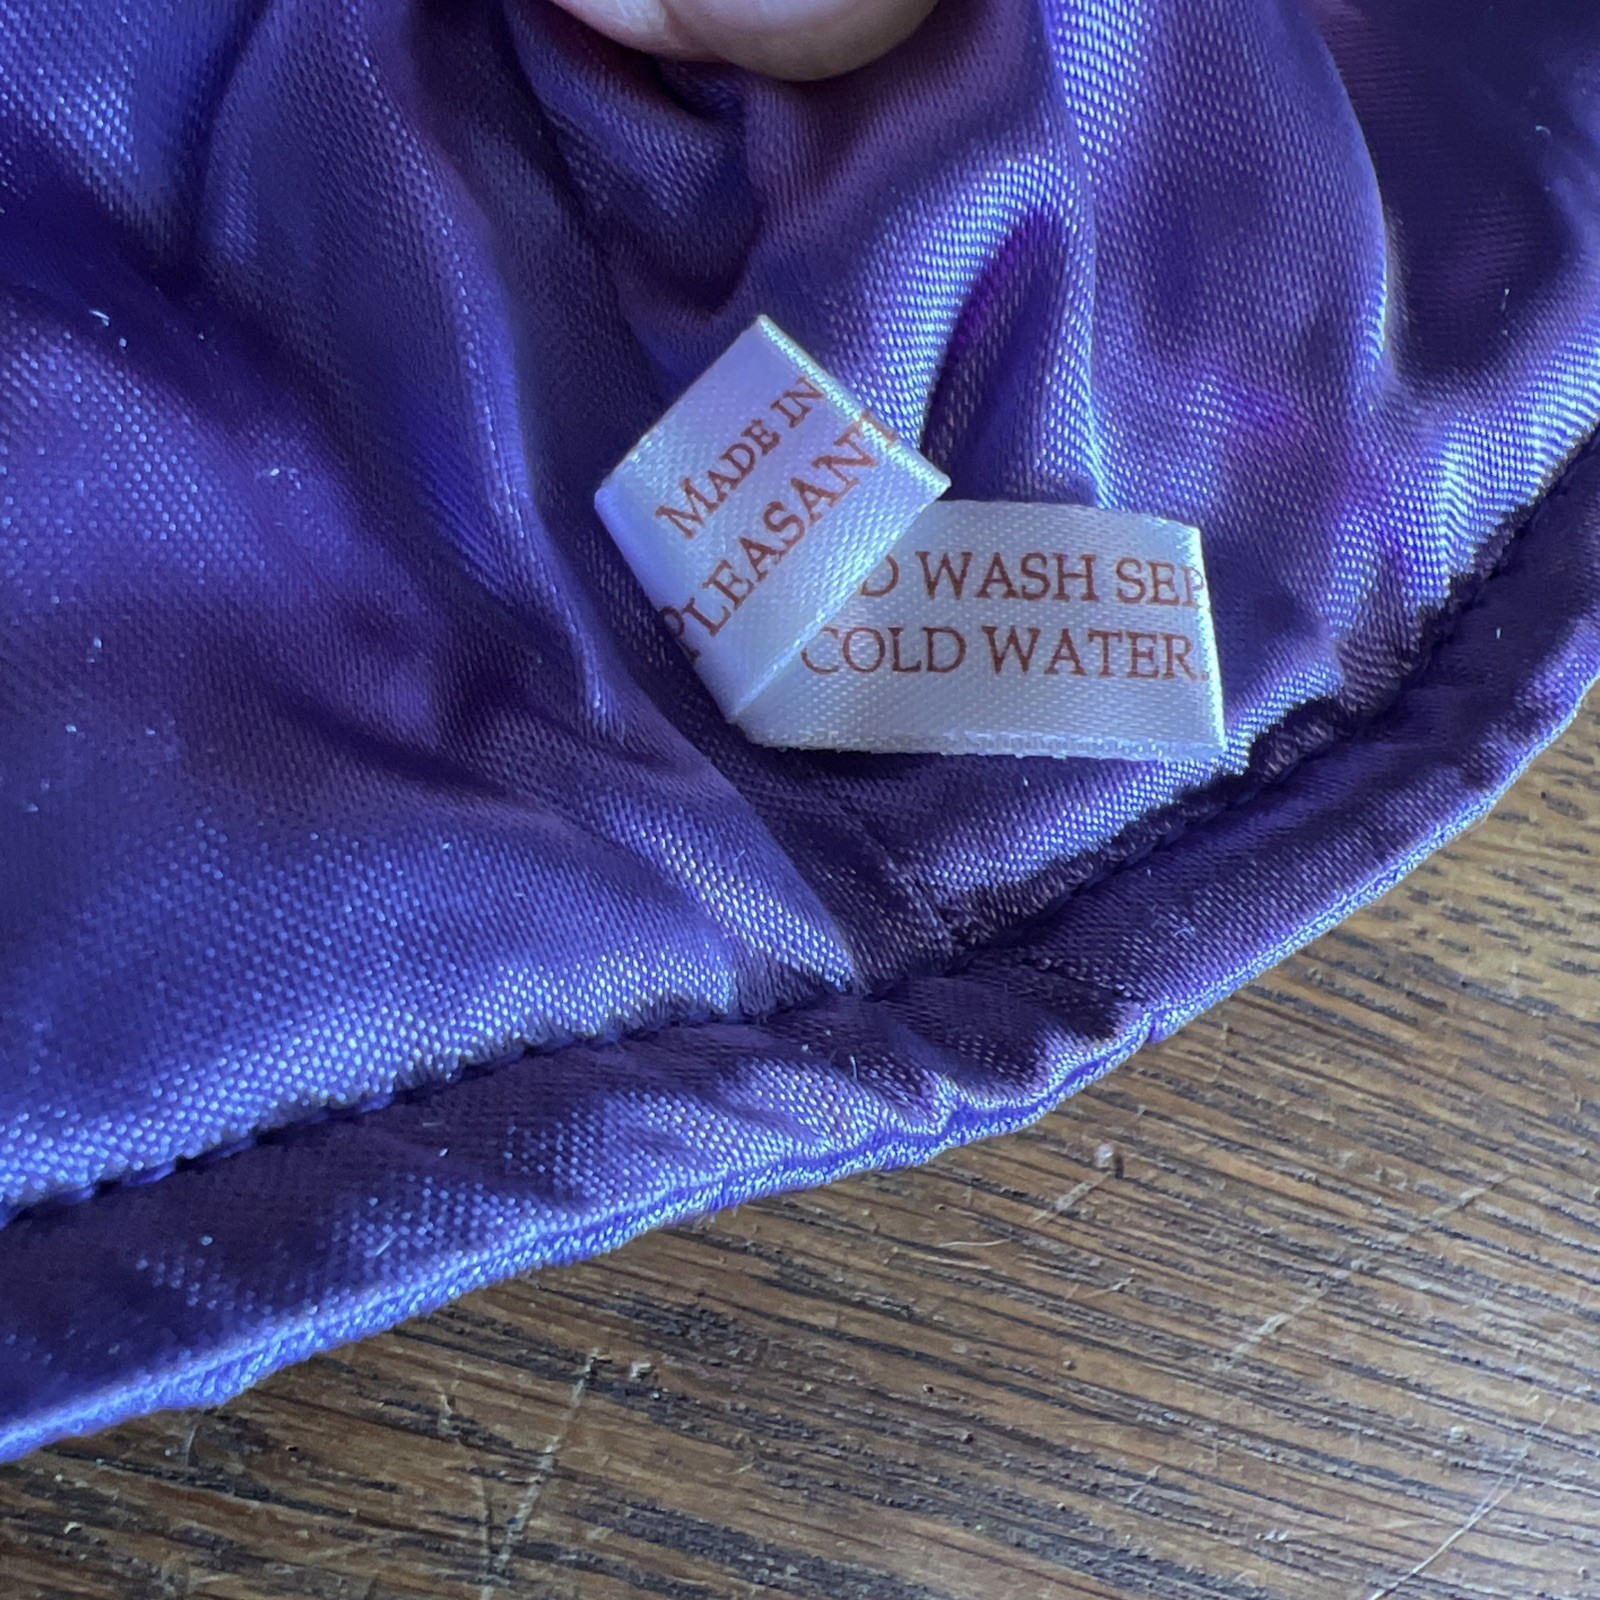 MADE IN
PLEASANT
D WASH SEP
COLD WATER.